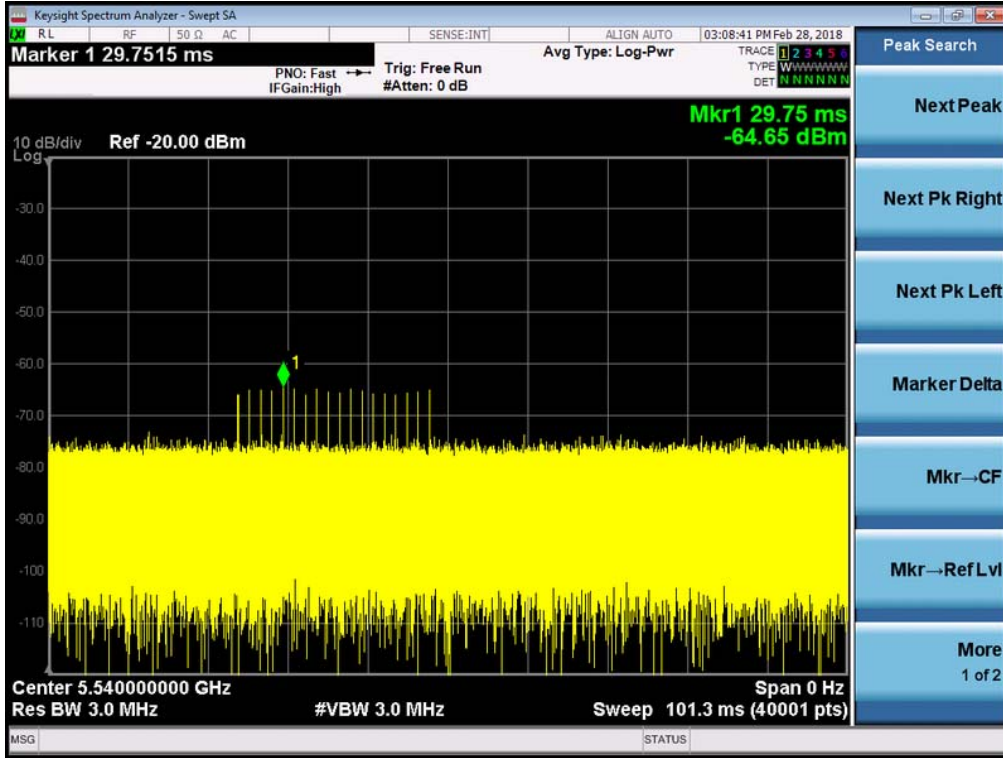 Keysight Spectrum Analyzer - Swept SA
LXI RL RF 50 Ω AC SENSE:INT ALIGN AUTO 03:08:41 PM Feb 28, 2018
Marker 1 29.7515 ms
PNO: Fast
IFGain:High
Trig: Free Run
#Atten: 0 dB
Avg Type: Log-Pwr
TRACE 1 2 3 4 5 6
TYPE W W W W W W
DET N N N N N N
Mkr1 29.75 ms
-64.65 dBm
10 dB/div Ref -20.00 dBm
Log
-30.0
-40.0
-50.0
-60.0
1
-70.0
-80.0
-90.0
-100
-110
Center 5.540000000 GHz Span 0 Hz
Res BW 3.0 MHz #VBW 3.0 MHz Sweep 101.3 ms (40001 pts)
MSG STATUS
Peak Search
Next Peak
Next Pk Right
Next Pk Left
Marker Delta
Mkr→CF
Mkr→Ref Lvl
More
1 of 2